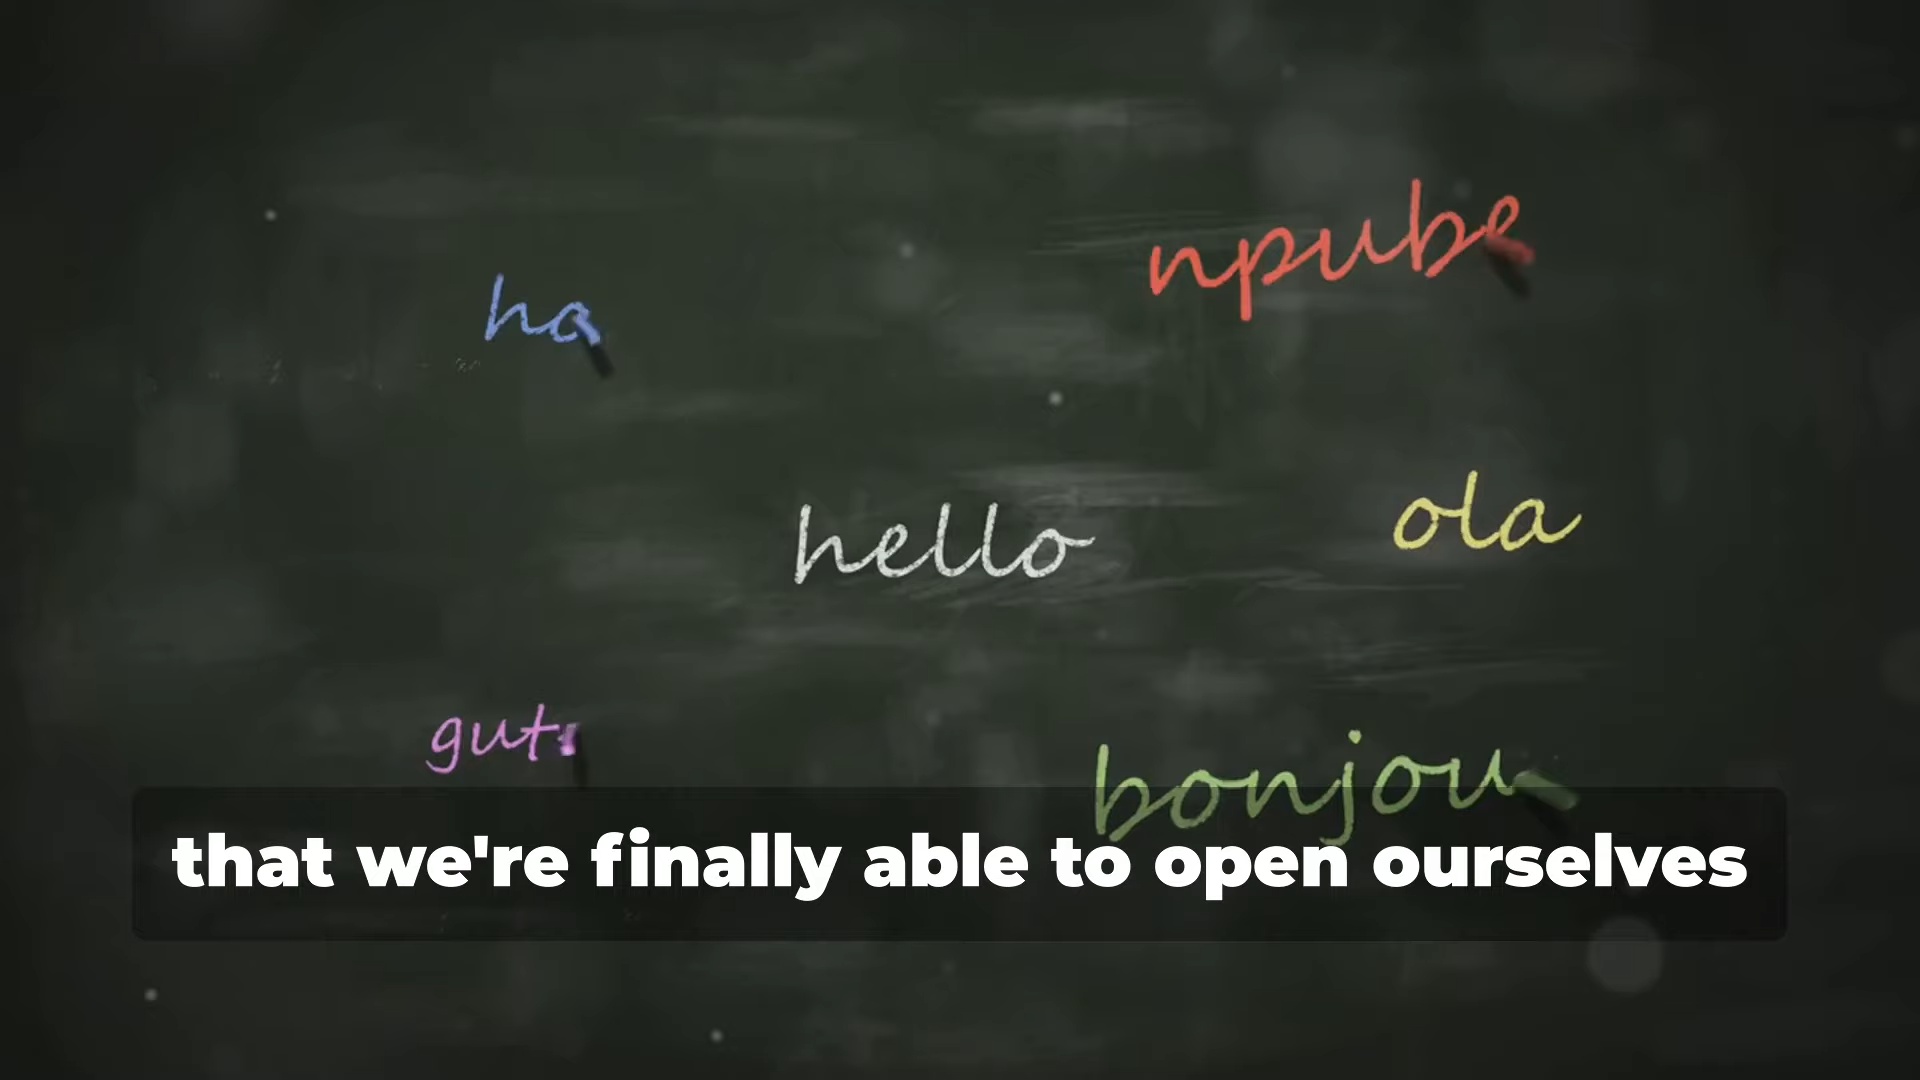 приве
ha
hello
ola
gut
bonjou
that we're finally able to open ourselves